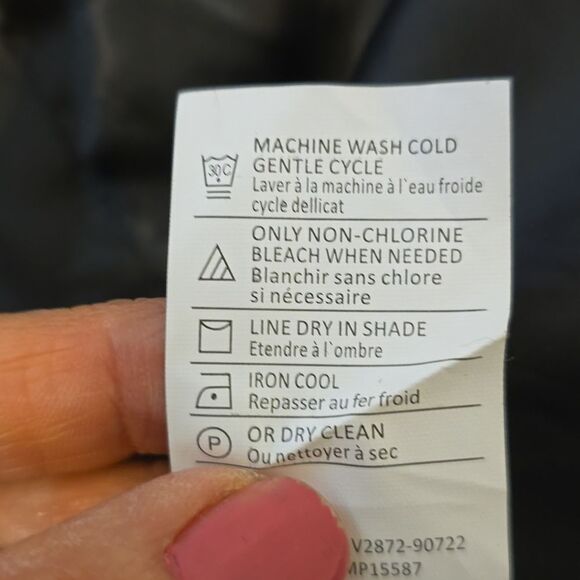 30C
MACHINE WASH COLD
GENTLE CYCLE
Laver à la machine à l`eau froide
cycle dellicat
ONLY NON-CHLORINE
BLEACH WHEN NEEDED
Blanchir sans chlore
si nécessaire
LINE DRY IN SHADE
Etendre à l`ombre
IRON COOL
Repasser au fer froid
P
OR DRY CLEAN
Ou nettoyer à sec
V2872-90722
MP15587